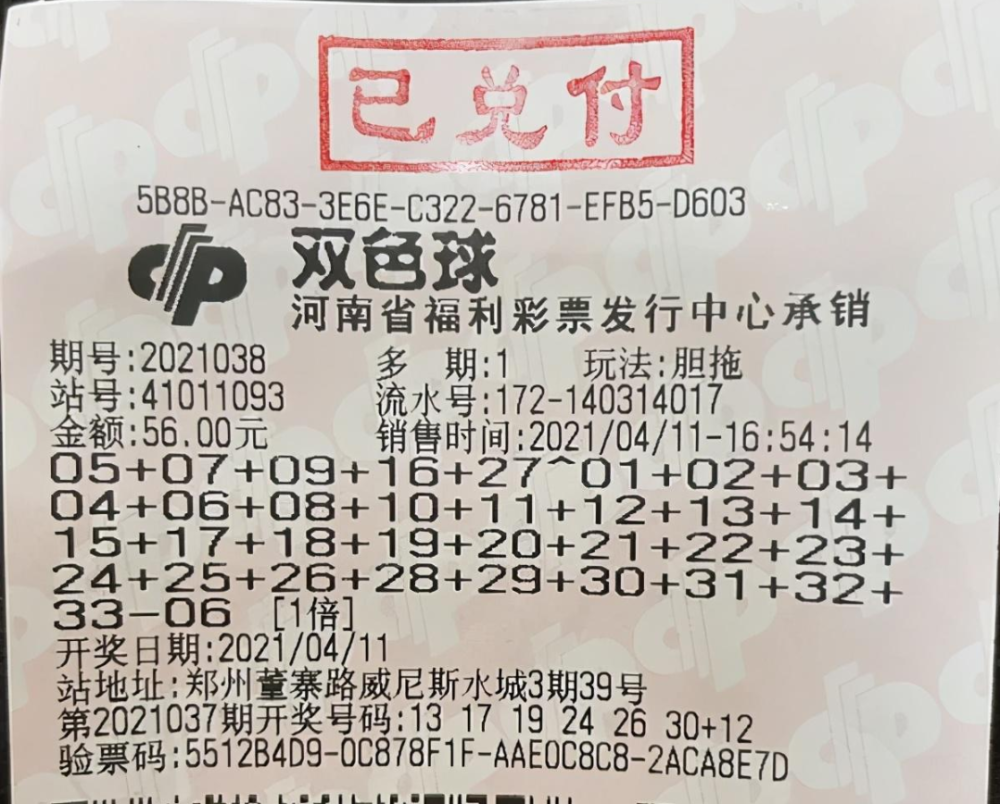 已兑付
5B8B-AC83-3E6E-C322-6781-EFB5-D603
双色球
河南省福利彩票发行中心承销
期号:2021038 多 期:1 玩法:胆拖
站号:41011093 流水号:172-140314017
金额:56.00元 销售时间:2021/04/11-16:54:14
05+07+09+16+27^01+02+03+
04+06+08+10+11+12+13+14+
15+17+18+19+20+21+22+23+
24+25+26+28+29+30+31+32+
33-06 [1倍]
开奖日期:2021/04/11
站地址:郑州董寨路威尼斯水城3期39号
第2021037期开奖号码:13 17 19 24 26 30+12
验票码:5512B4D9-0C878F1F-AAE0C8C8-2ACA8E7D